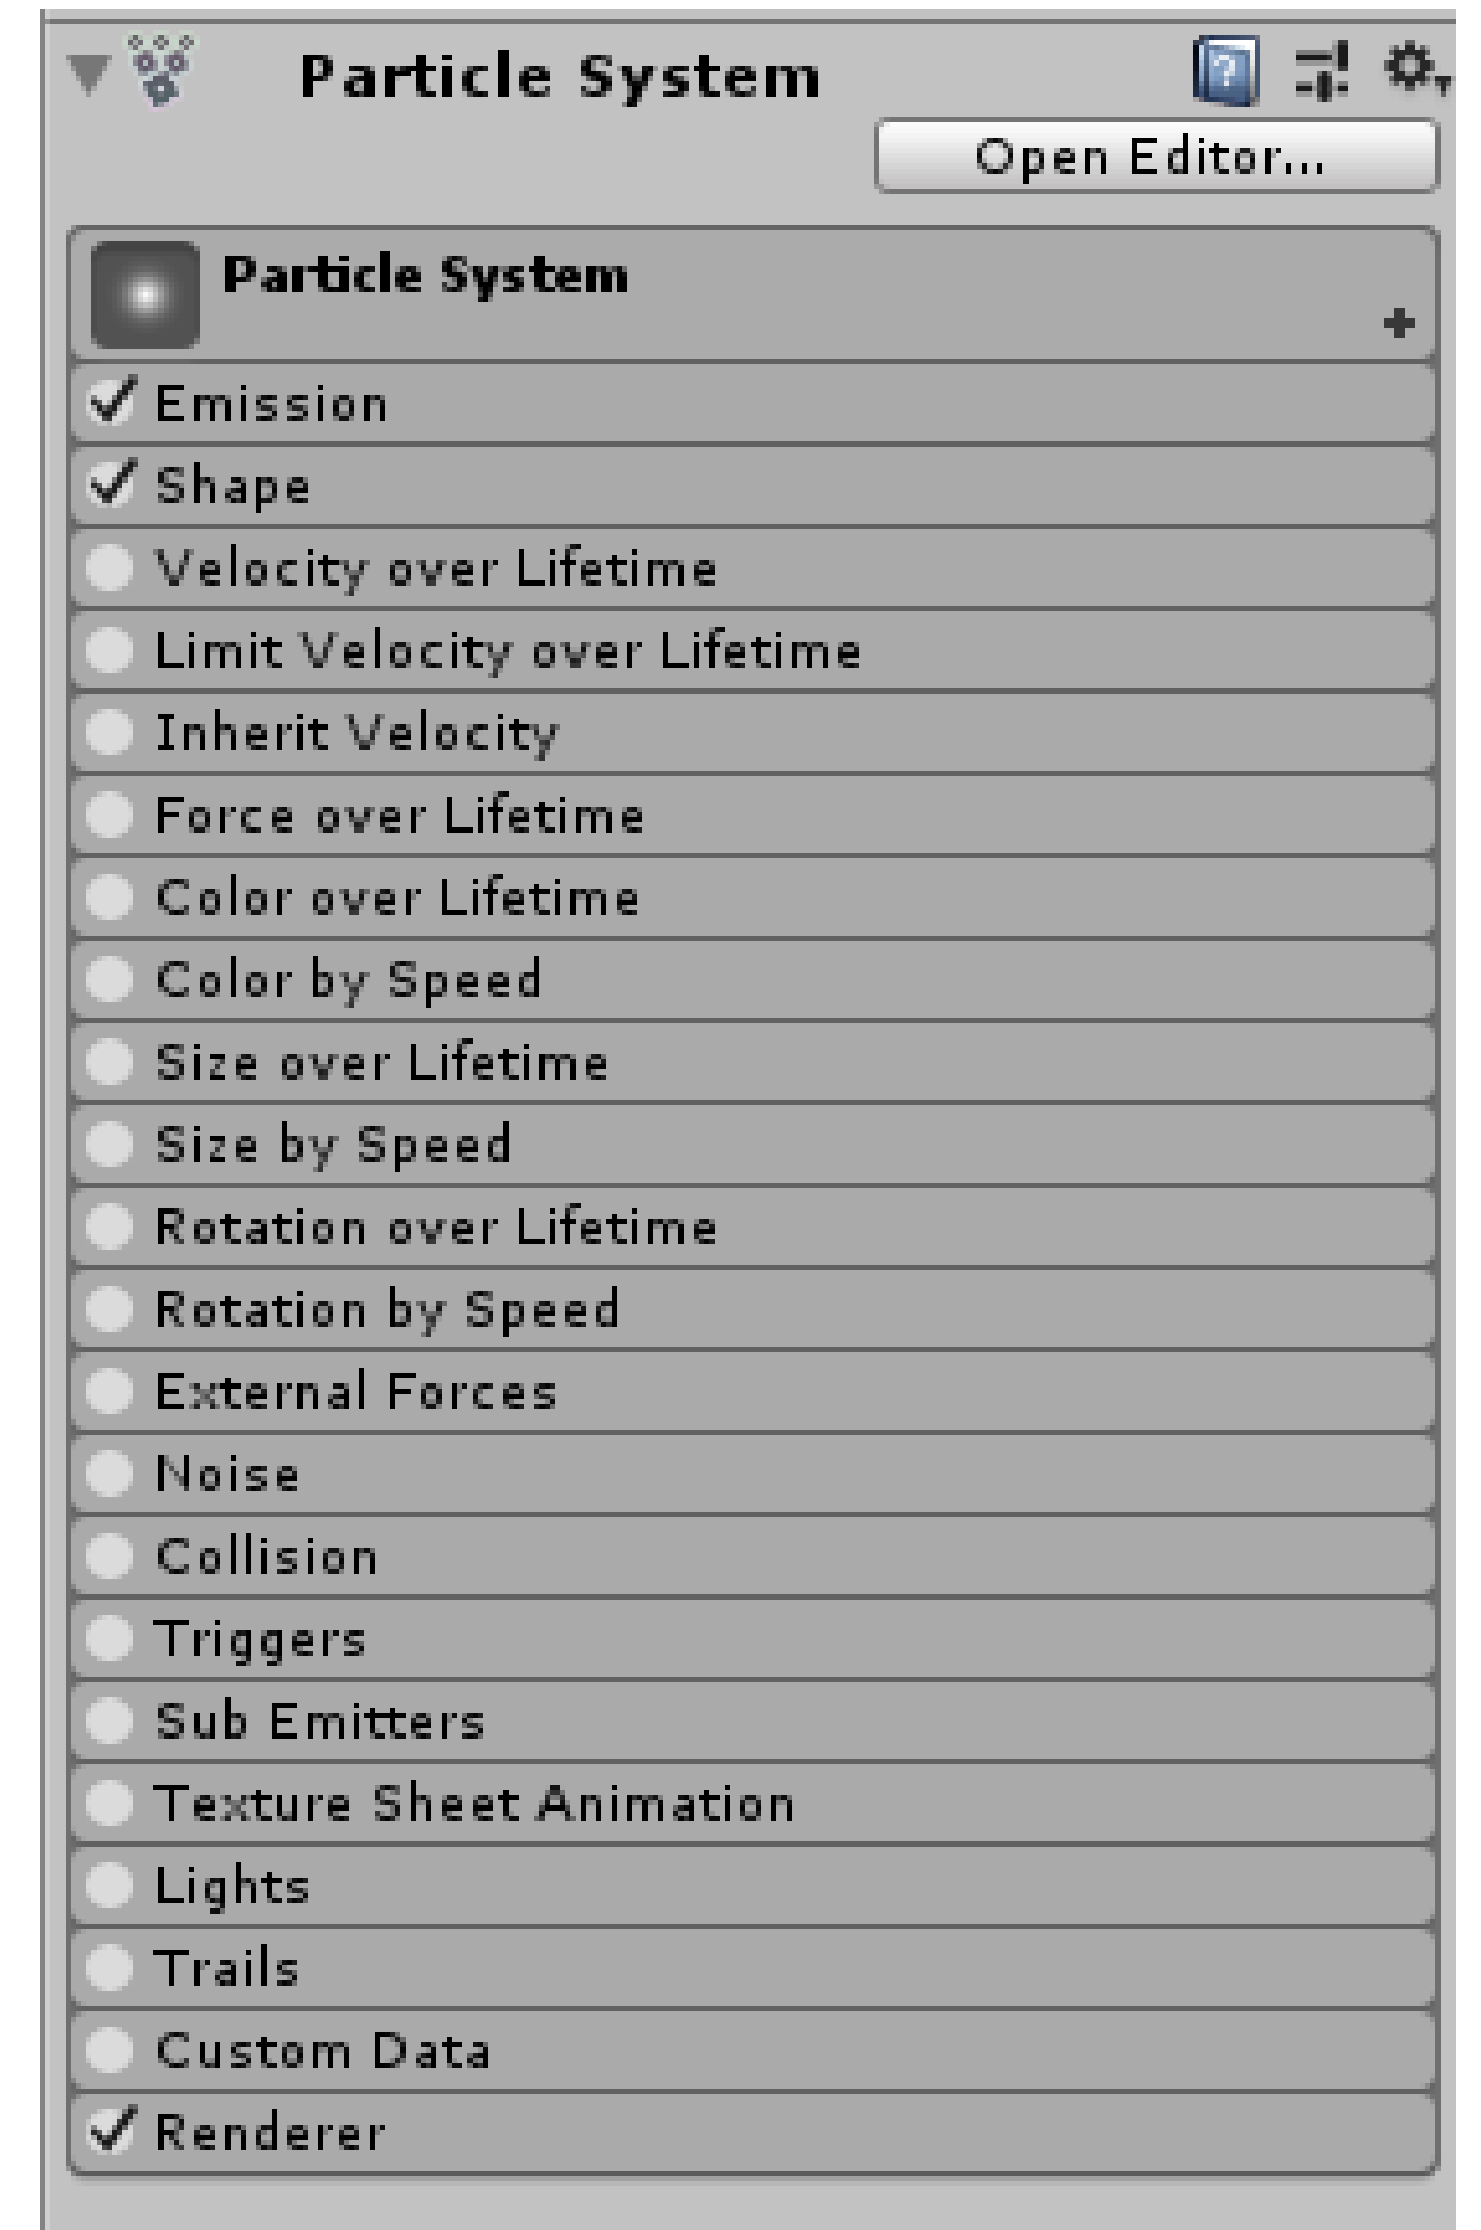 Particle System
Open Editor...
Particle System
Emission
Shape
Velocity over Lifetime
Limit Velocity over Lifetime
Inherit Velocity
Force over Lifetime
Color over Lifetime
Color by Speed
Size over Lifetime
Size by Speed
Rotation over Lifetime
Rotation by Speed
External Forces
Noise
Collision
Triggers
Sub Emitters
Texture Sheet Animation
Lights
Trails
Custom Data
Renderer